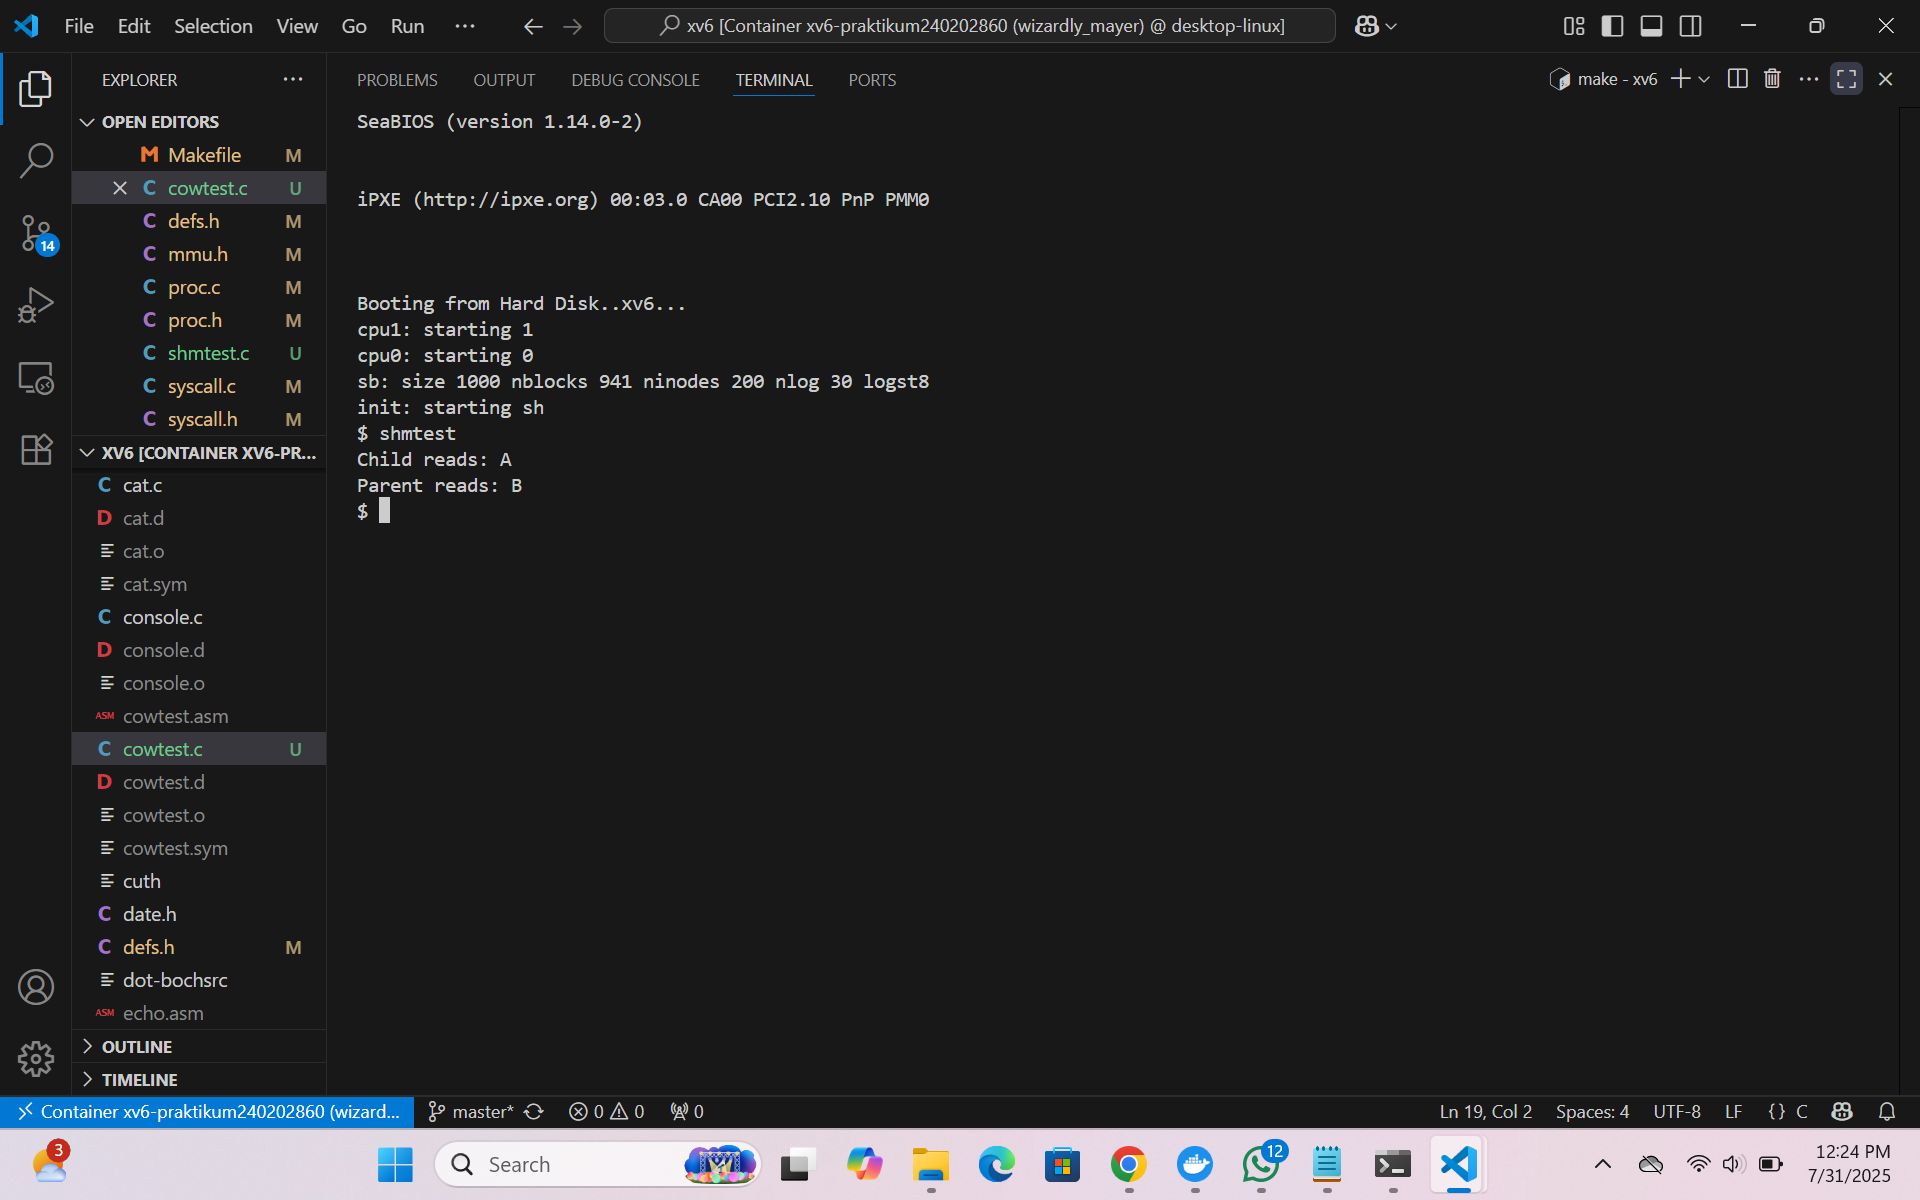 File Edit Selection View Go Run ···
xv6 [Container xv6-praktikum240202860 (wizardly_mayer) @ desktop-linux]
EXPLORER ···
OPEN EDITORS
Makefile M
cowtest.c U
defs.h M
mmu.h M
proc.c M
proc.h M
shmtest.c U
syscall.c M
syscall.h M
XV6 [CONTAINER XV6-PR...
cat.c
cat.d
cat.o
cat.sym
console.c
console.d
console.o
ASM cowtest.asm
cowtest.c U
cowtest.d
cowtest.o
cowtest.sym
cuth
date.h
defs.h M
dot-bochsrc
ASM echo.asm
OUTLINE
TIMELINE
14
PROBLEMS OUTPUT DEBUG CONSOLE TERMINAL PORTS
make - xv6
SeaBIOS (version 1.14.0-2)
iPXE (http://ipxe.org) 00:03.0 CA00 PCI2.10 PnP PMM0
Booting from Hard Disk..xv6...
cpu1: starting 1
cpu0: starting 0
sb: size 1000 nblocks 941 ninodes 200 nlog 30 logst8
init: starting sh
$ shmtest
Child reads: A
Parent reads: B
$
Container xv6-praktikum240202860 (wizard... master* 0 0 0
Ln 19, Col 2 Spaces: 4 UTF-8 LF {} C
3
Search
12
12:24 PM
7/31/2025